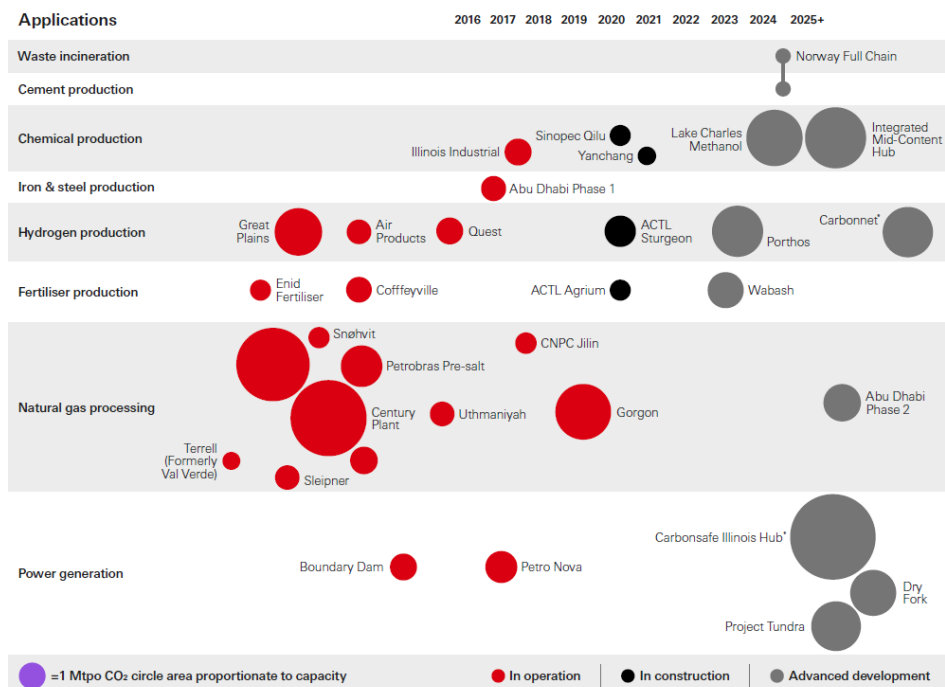 Applications 2016 2017 2018 2019 2020 2021 2022 2023 2024 2025+
Waste incineration
Norway Full Chain
Cement production
Chemical production
Illinois Industrial
Sinopec Qilu
Yanchang
Lake Charles
Methanol
Integrated
Mid-Content
Hub
Iron & steel production
Abu Dhabi Phase 1
Hydrogen production
Great
Plains
Air
Products
Quest
ACTL
Sturgeon
Porthos
Carbonnet*
Fertiliser production
Enid
Fertiliser
Cofffeyville
ACTL Agrium
Wabash
Natural gas processing
Snøhvit
Petrobras Pre-salt
CNPC Jilin
Century
Plant
Uthmaniyah
Gorgon
Abu Dhabi
Phase 2
Terrell
(Formerly
Val Verde)
Sleipner
Power generation
Boundary Dam
Petro Nova
Carbonsafe Illinois Hub*
Dry
Fork
Project Tundra
=1 Mtpo CO₂ circle area proportionate to capacity
In operation
In construction
Advanced development